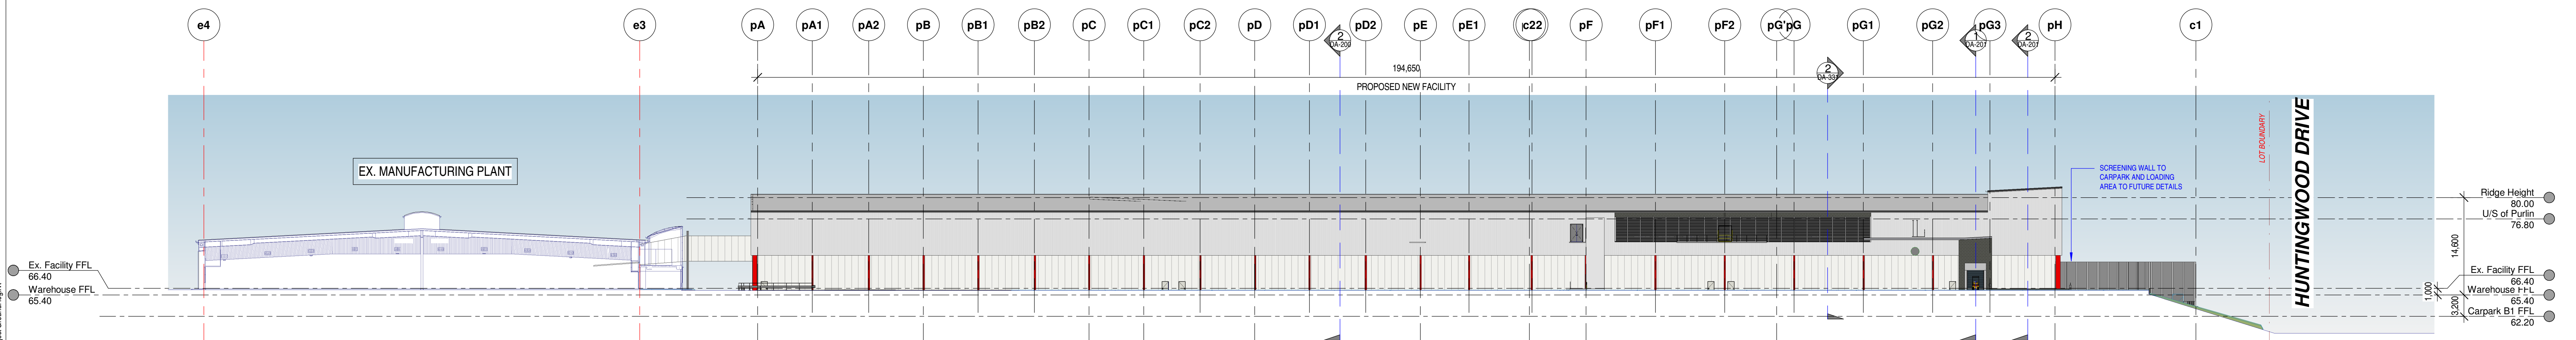 e4
e3
pA
pA1
pA2
pB
pB1
pB2
pC
pC1
pC2
pD
pD1
pD2
pE
pE1
c22
pF
pF1
pF2
pG'
pG
pG1
pG2
pG3
pH
c1
2
DA-200
2
DA-331
1
DA-201
2
DA-201
194,650
PROPOSED NEW FACILITY
EX. MANUFACTURING PLANT
SCREENING WALL TO
CARPARK AND LOADING
AREA TO FUTURE DETAILS
LOT BOUNDARY
HUNTINGWOOD DRIVE
Ex. Facility FFL
66.40
Warehouse FFL
65.40
Ridge Height
80.00
U/S of Purlin
76.80
14,600
Ex. Facility FFL
66.40
1,000
Warehouse FFL
65.40
3,200
Carpark B1 FFL
62.20